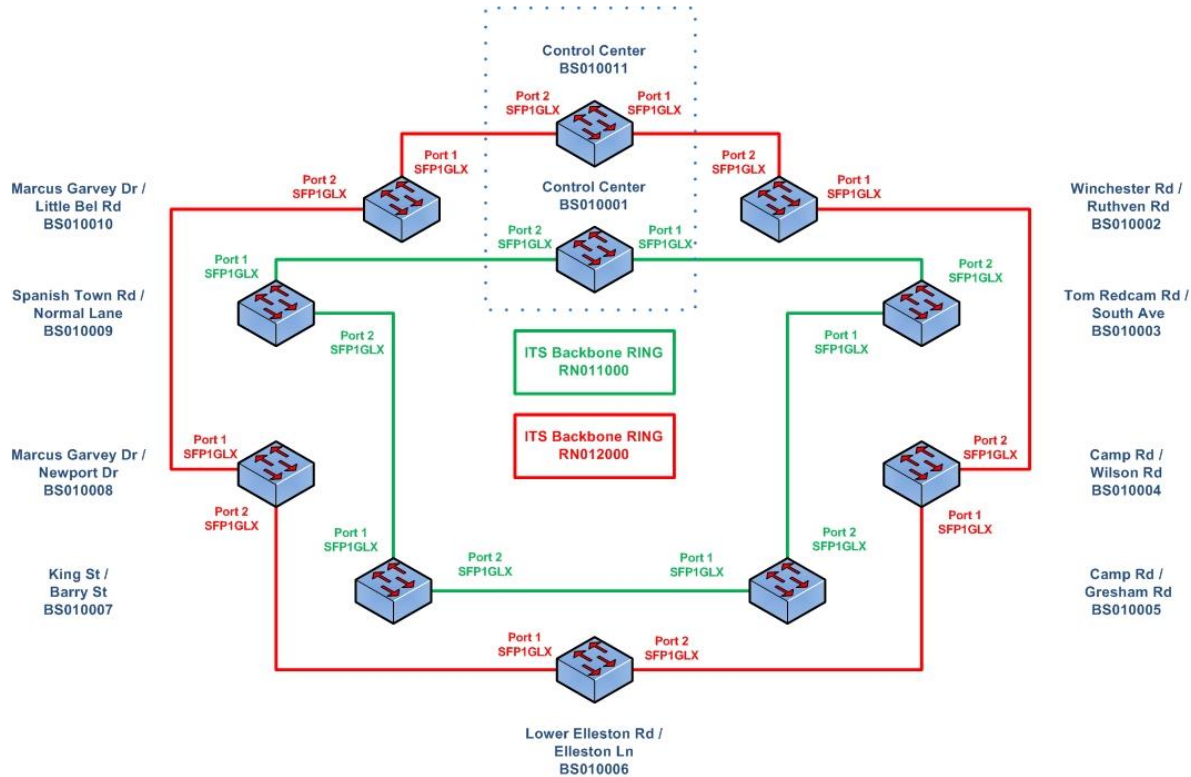 Control Center
BS010011
Port 2
SFP1GLX
Port 1
SFP1GLX
Port 1
SFP1GLX
Port 2
SFP1GLX
Marcus Garvey Dr /
Little Bel Rd
BS010010
Port 2
SFP1GLX
Port 1
SFP1GLX
Winchester Rd /
Ruthven Rd
BS010002
Control Center
BS010001
Port 2
SFP1GLX
Port 1
SFP1GLX
Port 1
SFP1GLX
Port 2
SFP1GLX
Spanish Town Rd /
Normal Lane
BS010009
Port 2
SFP1GLX
Port 1
SFP1GLX
Tom Redcam Rd /
South Ave
BS010003
ITS Backbone RING
RN011000
ITS Backbone RING
RN012000
Marcus Garvey Dr /
Newport Dr
BS010008
Port 1
SFP1GLX
Port 2
SFP1GLX
Port 2
SFP1GLX
Port 1
SFP1GLX
Camp Rd /
Wilson Rd
BS010004
King St /
Barry St
BS010007
Port 1
SFP1GLX
Port 2
SFP1GLX
Port 1
SFP1GLX
Port 2
SFP1GLX
Camp Rd /
Gresham Rd
BS010005
Port 1
SFP1GLX
Port 2
SFP1GLX
Lower Elleston Rd /
Elleston Ln
BS010006